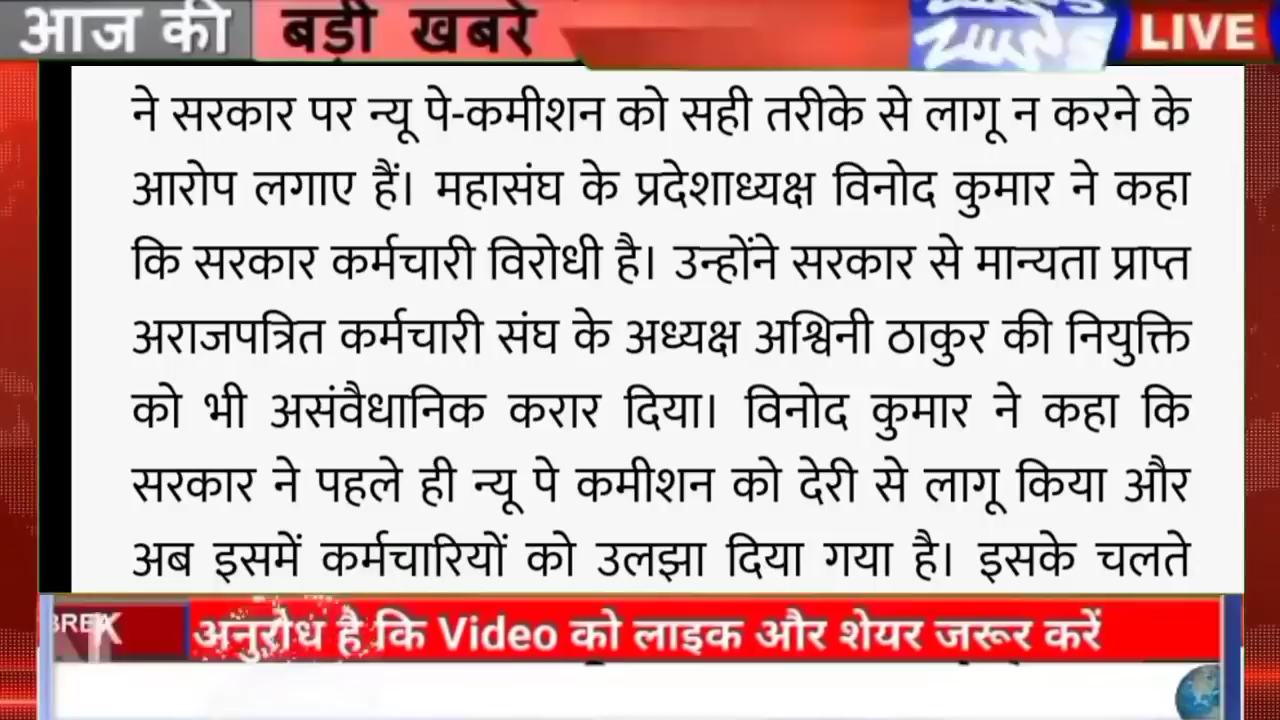 आज की बड़ी खबरे
LIVE
ने सरकार पर न्यू पे-कमीशन को सही तरीके से लागू न करने के
आरोप लगाए हैं। महासंघ के प्रदेशाध्यक्ष विनोद कुमार ने कहा
कि सरकार कर्मचारी विरोधी है। उन्होंने सरकार से मान्यता प्राप्त
अराजपत्रित कर्मचारी संघ के अध्यक्ष अश्विनी ठाकुर की नियुक्ति
को भी असंवैधानिक करार दिया। विनोद कुमार ने कहा कि
सरकार ने पहले ही न्यू पे कमीशन को देरी से लागू किया और
अब इसमें कर्मचारियों को उलझा दिया गया है। इसके चलते
अनुरोध है कि Video को लाइक और शेयर जरूर करें